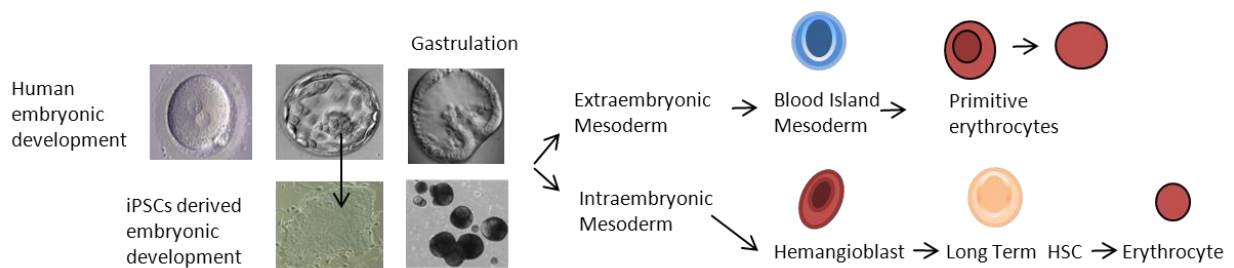 Gastrulation
Human
embryonic
development
Extraembryonic
Mesoderm
Blood Island
Mesoderm
Primitive
erythrocytes
iPSCs derived
embryonic
development
Intraembryonic
Mesoderm
Hemangioblast
Long Term HSC
Erythrocyte